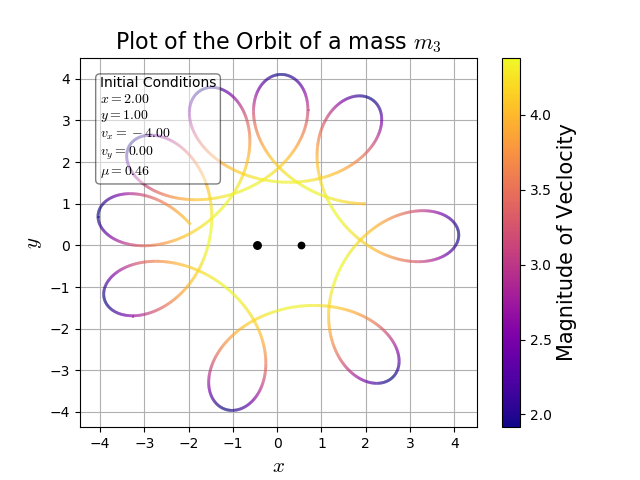 Plot of the Orbit of a mass m₃
Initial Conditions
x = 2.00
y = 1.00
vₓ = −4.00
v_y = 0.00
μ = 0.46
4
3
2
1
0
−1
−2
−3
−4
y
−4 −3 −2 −1 0 1 2 3 4
x
4.0
3.5
3.0
2.5
2.0
Magnitude of Veclocity